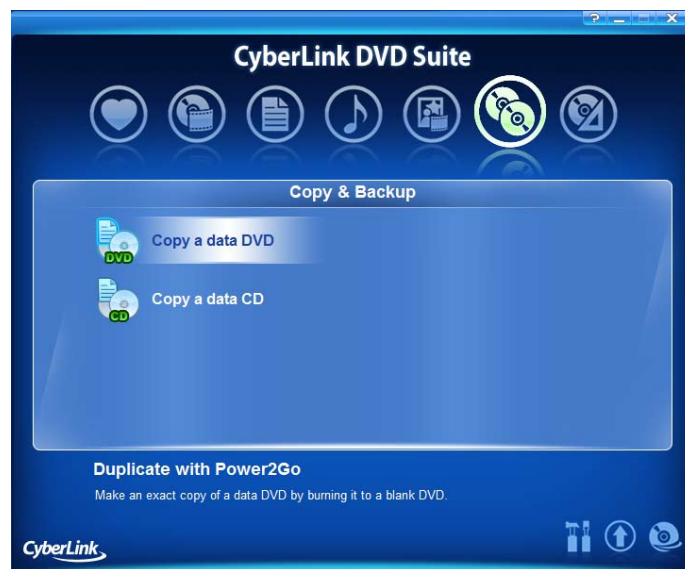 CyberLink DVD Suite
Copy & Backup
DVD
Copy a data DVD
CD
Copy a data CD
Duplicate with Power2Go
Make an exact copy of a data DVD by burning it to a blank DVD.
CyberLink